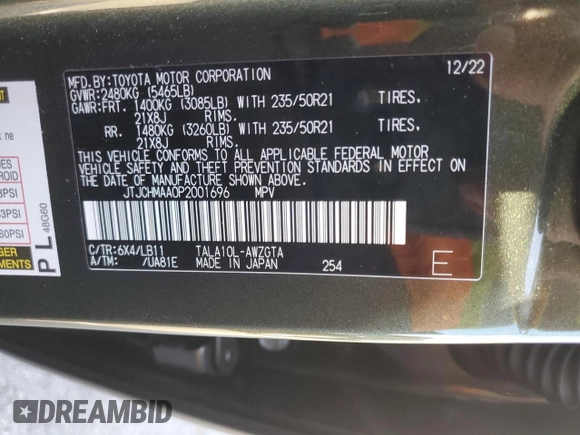 MFD.BY:TOYOTA MOTOR CORPORATION 12/22
GVWR:2480KG (5465LB)
GAWR:FRT. 1400KG (3085LB) WITH 235/50R21 TIRES,
21X8J RIMS.
RR. 1480KG (3260LB) WITH 235/50R21 TIRES,
21X8J RIMS.
THIS VEHICLE CONFORMS TO ALL APPLICABLE FEDERAL MOTOR
VEHICLE SAFETY AND THEFT PREVENTION STANDARDS IN EFFECT
ON THE DATE OF MANUFACTURE SHOWN ABOVE.
JTJCHMAA0P2001696 MPV
C/TR:6X4/LB11 TALA10L-AWZGTA
A/TM: /UA81E MADE IN JAPAN 254
E
PL 48G60
60PSI
DREAMBID